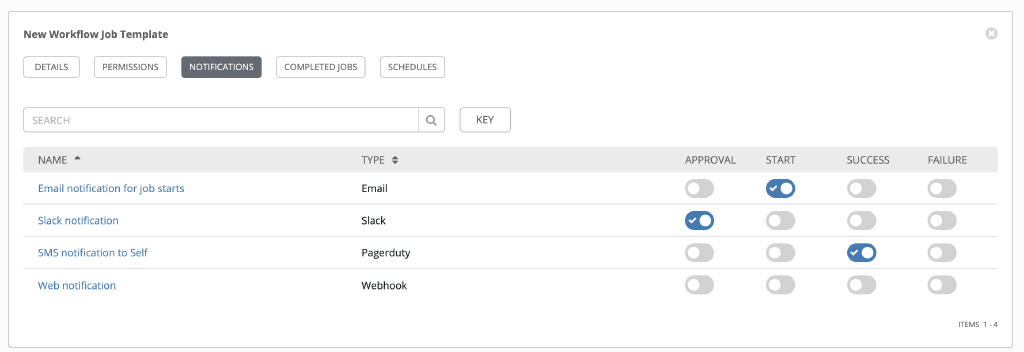 New Workflow Job Template
DETAILS PERMISSIONS NOTIFICATIONS COMPLETED JOBS SCHEDULES
SEARCH KEY
NAME TYPE APPROVAL START SUCCESS FAILURE
Email notification for job starts Email
Slack notification Slack
SMS notification to Self Pagerduty
Web notification Webhook
ITEMS 1 - 4